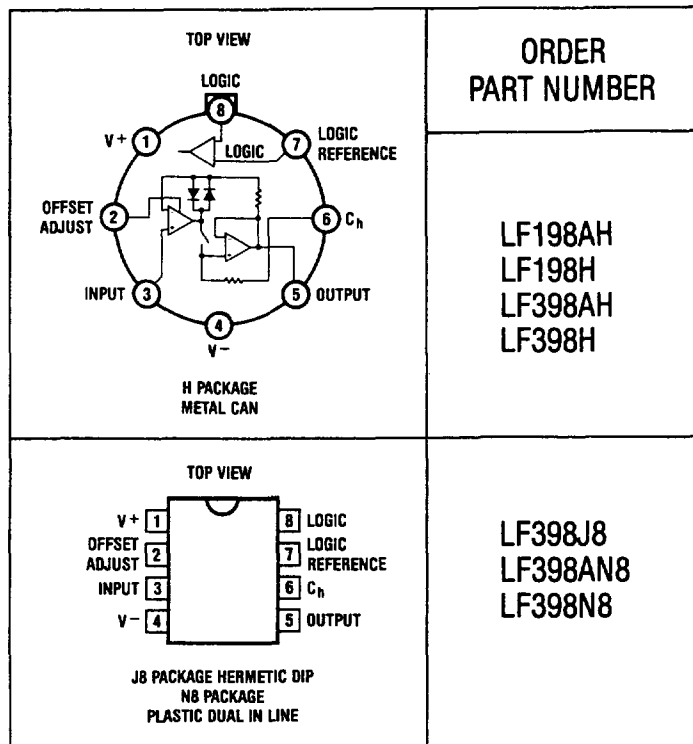 TOP VIEW
LOGIC
8
V+ 1
7 LOGIC
REFERENCE
LOGIC
OFFSET
ADJUST 2
6 Ch
INPUT 3
5 OUTPUT
4
V−
H PACKAGE
METAL CAN
ORDER
PART NUMBER
LF198AH
LF198H
LF398AH
LF398H
TOP VIEW
V+ 1
8 LOGIC
OFFSET
ADJUST 2
7 LOGIC
REFERENCE
INPUT 3
6 Ch
V− 4
5 OUTPUT
J8 PACKAGE HERMETIC DIP
N8 PACKAGE
PLASTIC DUAL IN LINE
LF398J8
LF398AN8
LF398N8